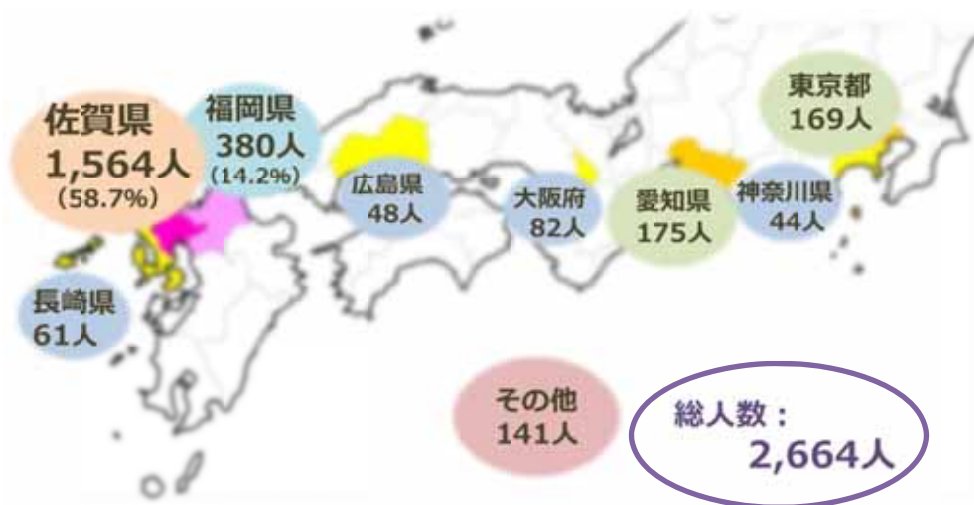 佐賀県
1,564人
(58.7%)
福岡県
380人
(14.2%)
広島県
48人
大阪府
82人
愛知県
175人
神奈川県
44人
東京都
169人
長崎県
61人
その他
141人
総人数：
2,664人